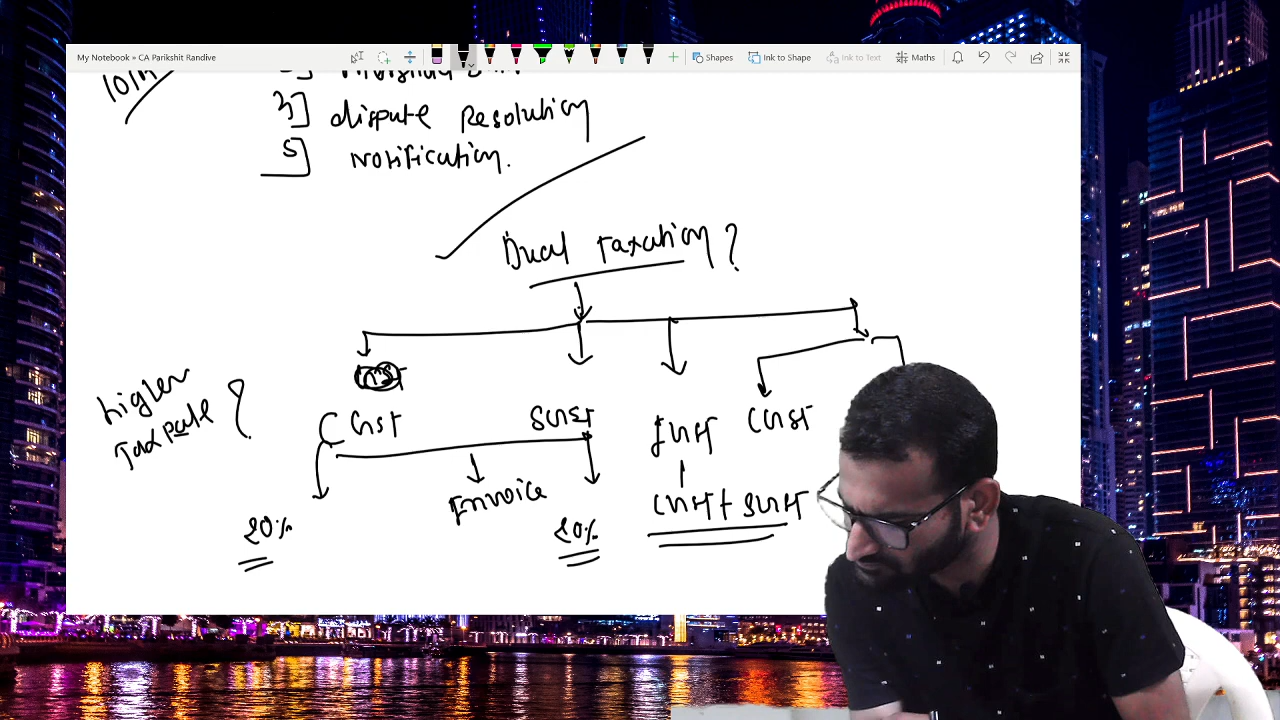 My Notebook » CA Parikshit Randive
Shapes
Ink to Shape
Ink to Text
Maths
10th
3] dispute Resolution
5] Notification.
Dual Taxation?
higher
Tax rate ?
CGST
SGST
IGST
CGST
Invoice
CGST + SGST
20%
20%